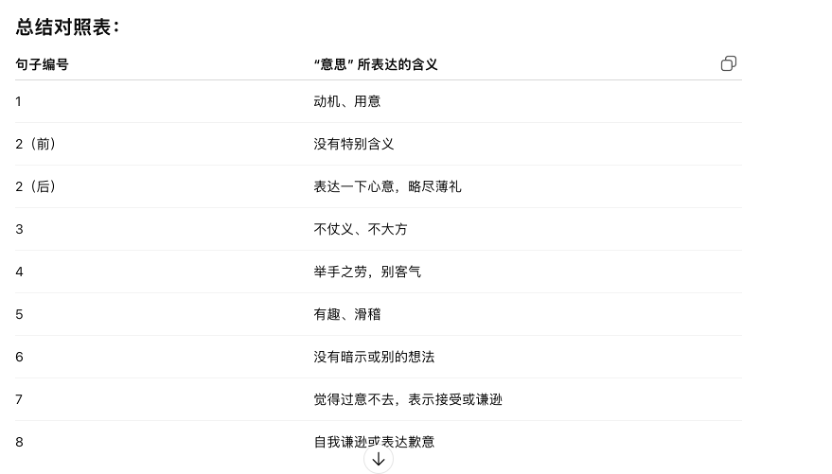 总结对照表：
句子编号 “意思” 所表达的含义
1 动机、用意
2（前） 没有特别含义
2（后） 表达一下心意，略尽薄礼
3 不仗义、不大方
4 举手之劳，别客气
5 有趣、滑稽
6 没有暗示或别的想法
7 觉得过意不去，表示接受或谦逊
8 自我谦逊或表达歉意